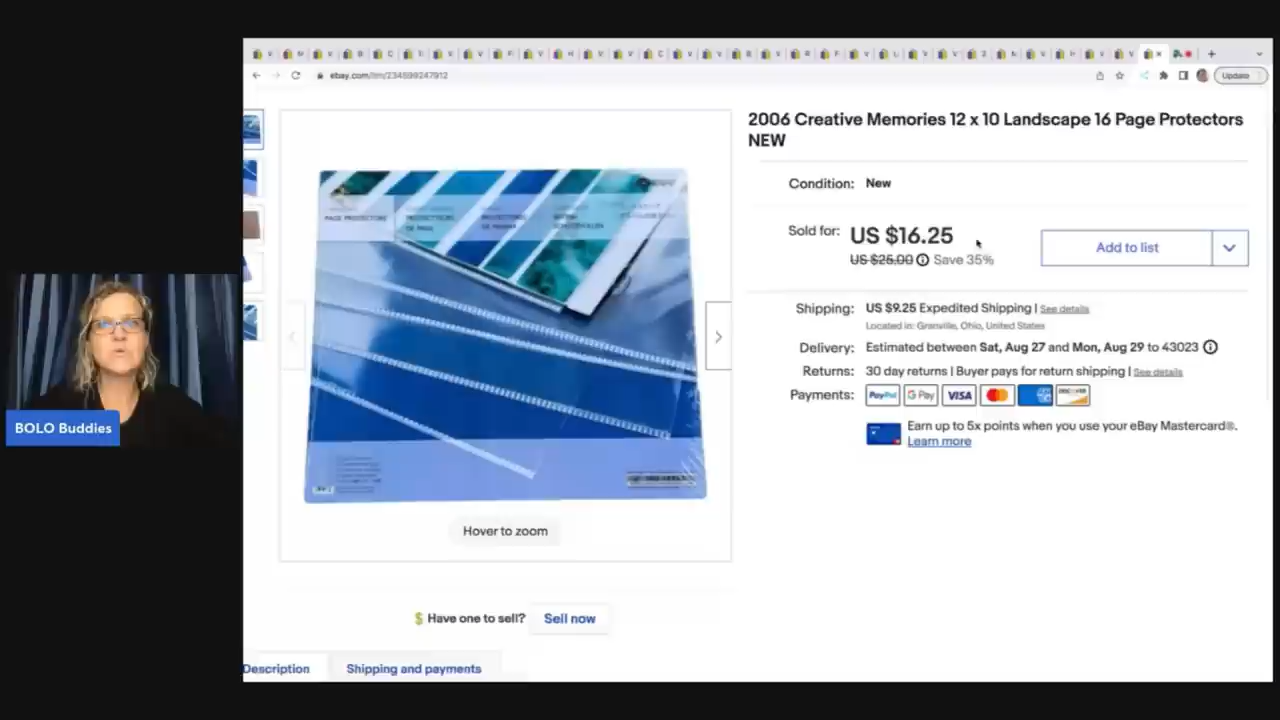 ebay.com/itm/234599247912
Update
2006 Creative Memories 12 x 10 Landscape 16 Page Protectors
NEW
Condition: New
Sold for: US $16.25
US $25.00 Save 35%
Add to list
Shipping: US $9.25 Expedited Shipping | See details
Located in: Granville, Ohio, United States
Delivery: Estimated between Sat, Aug 27 and Mon, Aug 29 to 43023
Returns: 30 day returns | Buyer pays for return shipping | See details
Payments: PayPal G Pay VISA DISCOVER
Earn up to 5x points when you use your eBay Mastercard®.
Learn more
PAGE PROTECTORS
Hover to zoom
Have one to sell? Sell now
Description Shipping and payments
BOLO Buddies